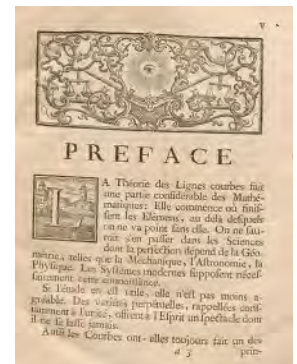 V
PREFACE
LA Théorie des Lignes courbes fait
une partie considérable des Mathé-
matiques: Elle commence où finis-
sent les Elémens, au delà desquels
on ne va point sans elle. On ne sau-
roit s'en passer dans les Sciences
dont la perfection dépend de la Géo-
métrie, telles que la Méchanique, l'Astronomie, la
Physique. Les Systèmes modernes supposent néces-
sairement cette connoissance.
Si l'étude en est utile, elle n'est pas moins a-
gréable. Des variétés perpétuelles, rappellées
à l'unité, offrent à l'Esprit un spectacle dont
il ne se lasse jamais.
Aussi les Courbes ont-elles toujours fait un des
a 3
prin-